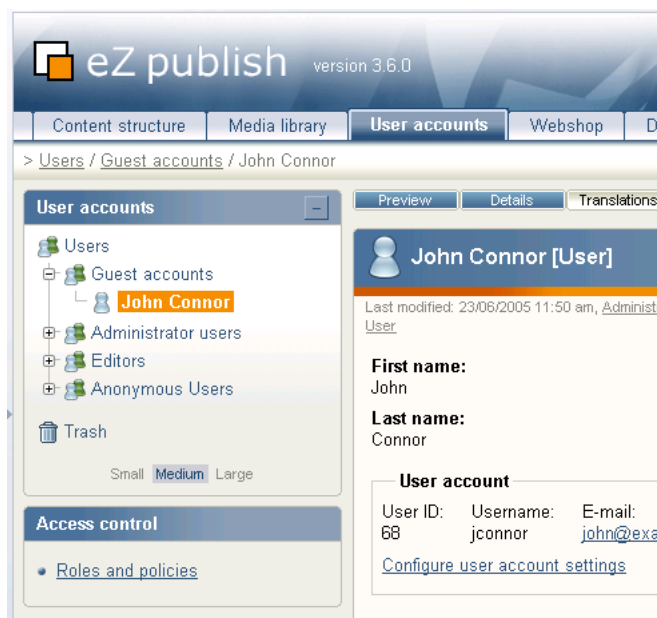 eZ publish version 3.6.0
Content structure Media library User accounts Webshop D
> Users / Guest accounts / John Connor
User accounts –
Users
Guest accounts
John Connor
Administrator users
Editors
Anonymous Users
Trash
Small Medium Large
Access control
Roles and policies
Preview Details Translations
John Connor [User]
Last modified: 23/06/2005 11:50 am, Administ
User
First name:
John
Last name:
Connor
User account
User ID: Username: E-mail:
68 jconnor john@exa
Configure user account settings